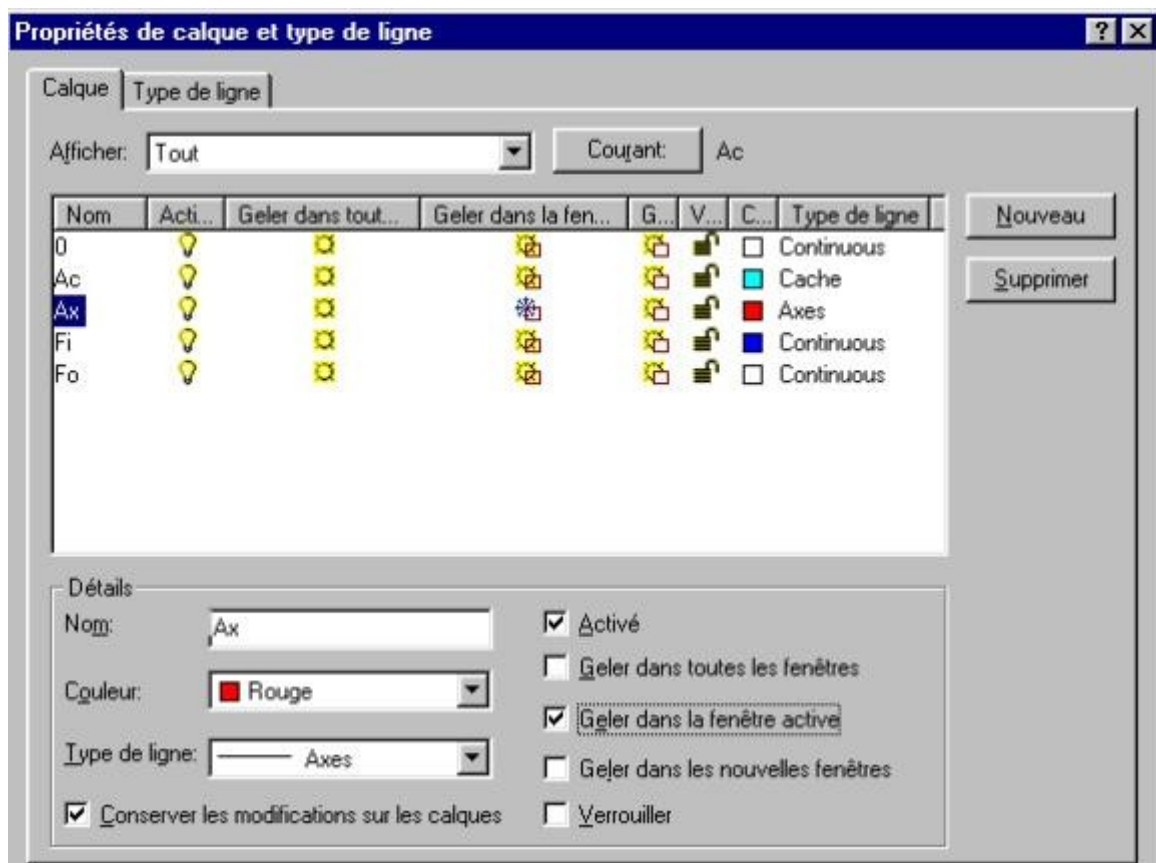 Propriétés de calque et type de ligne
Calque Type de ligne
Afficher: Tout Courant: Ac
Nom Acti... Geler dans tout... Geler dans la fen... G... V... C... Type de ligne Nouveau
0 Continuous
Ac Cache Supprimer
Ax Axes
Fi Continuous
Fo Continuous
Détails
Nom: Ax Activé
Geler dans toutes les fenêtres
Couleur: Rouge
Geler dans la fenêtre active
Type de ligne: Axes
Geler dans les nouvelles fenêtres
Conserver les modifications sur les calques Verrouiller